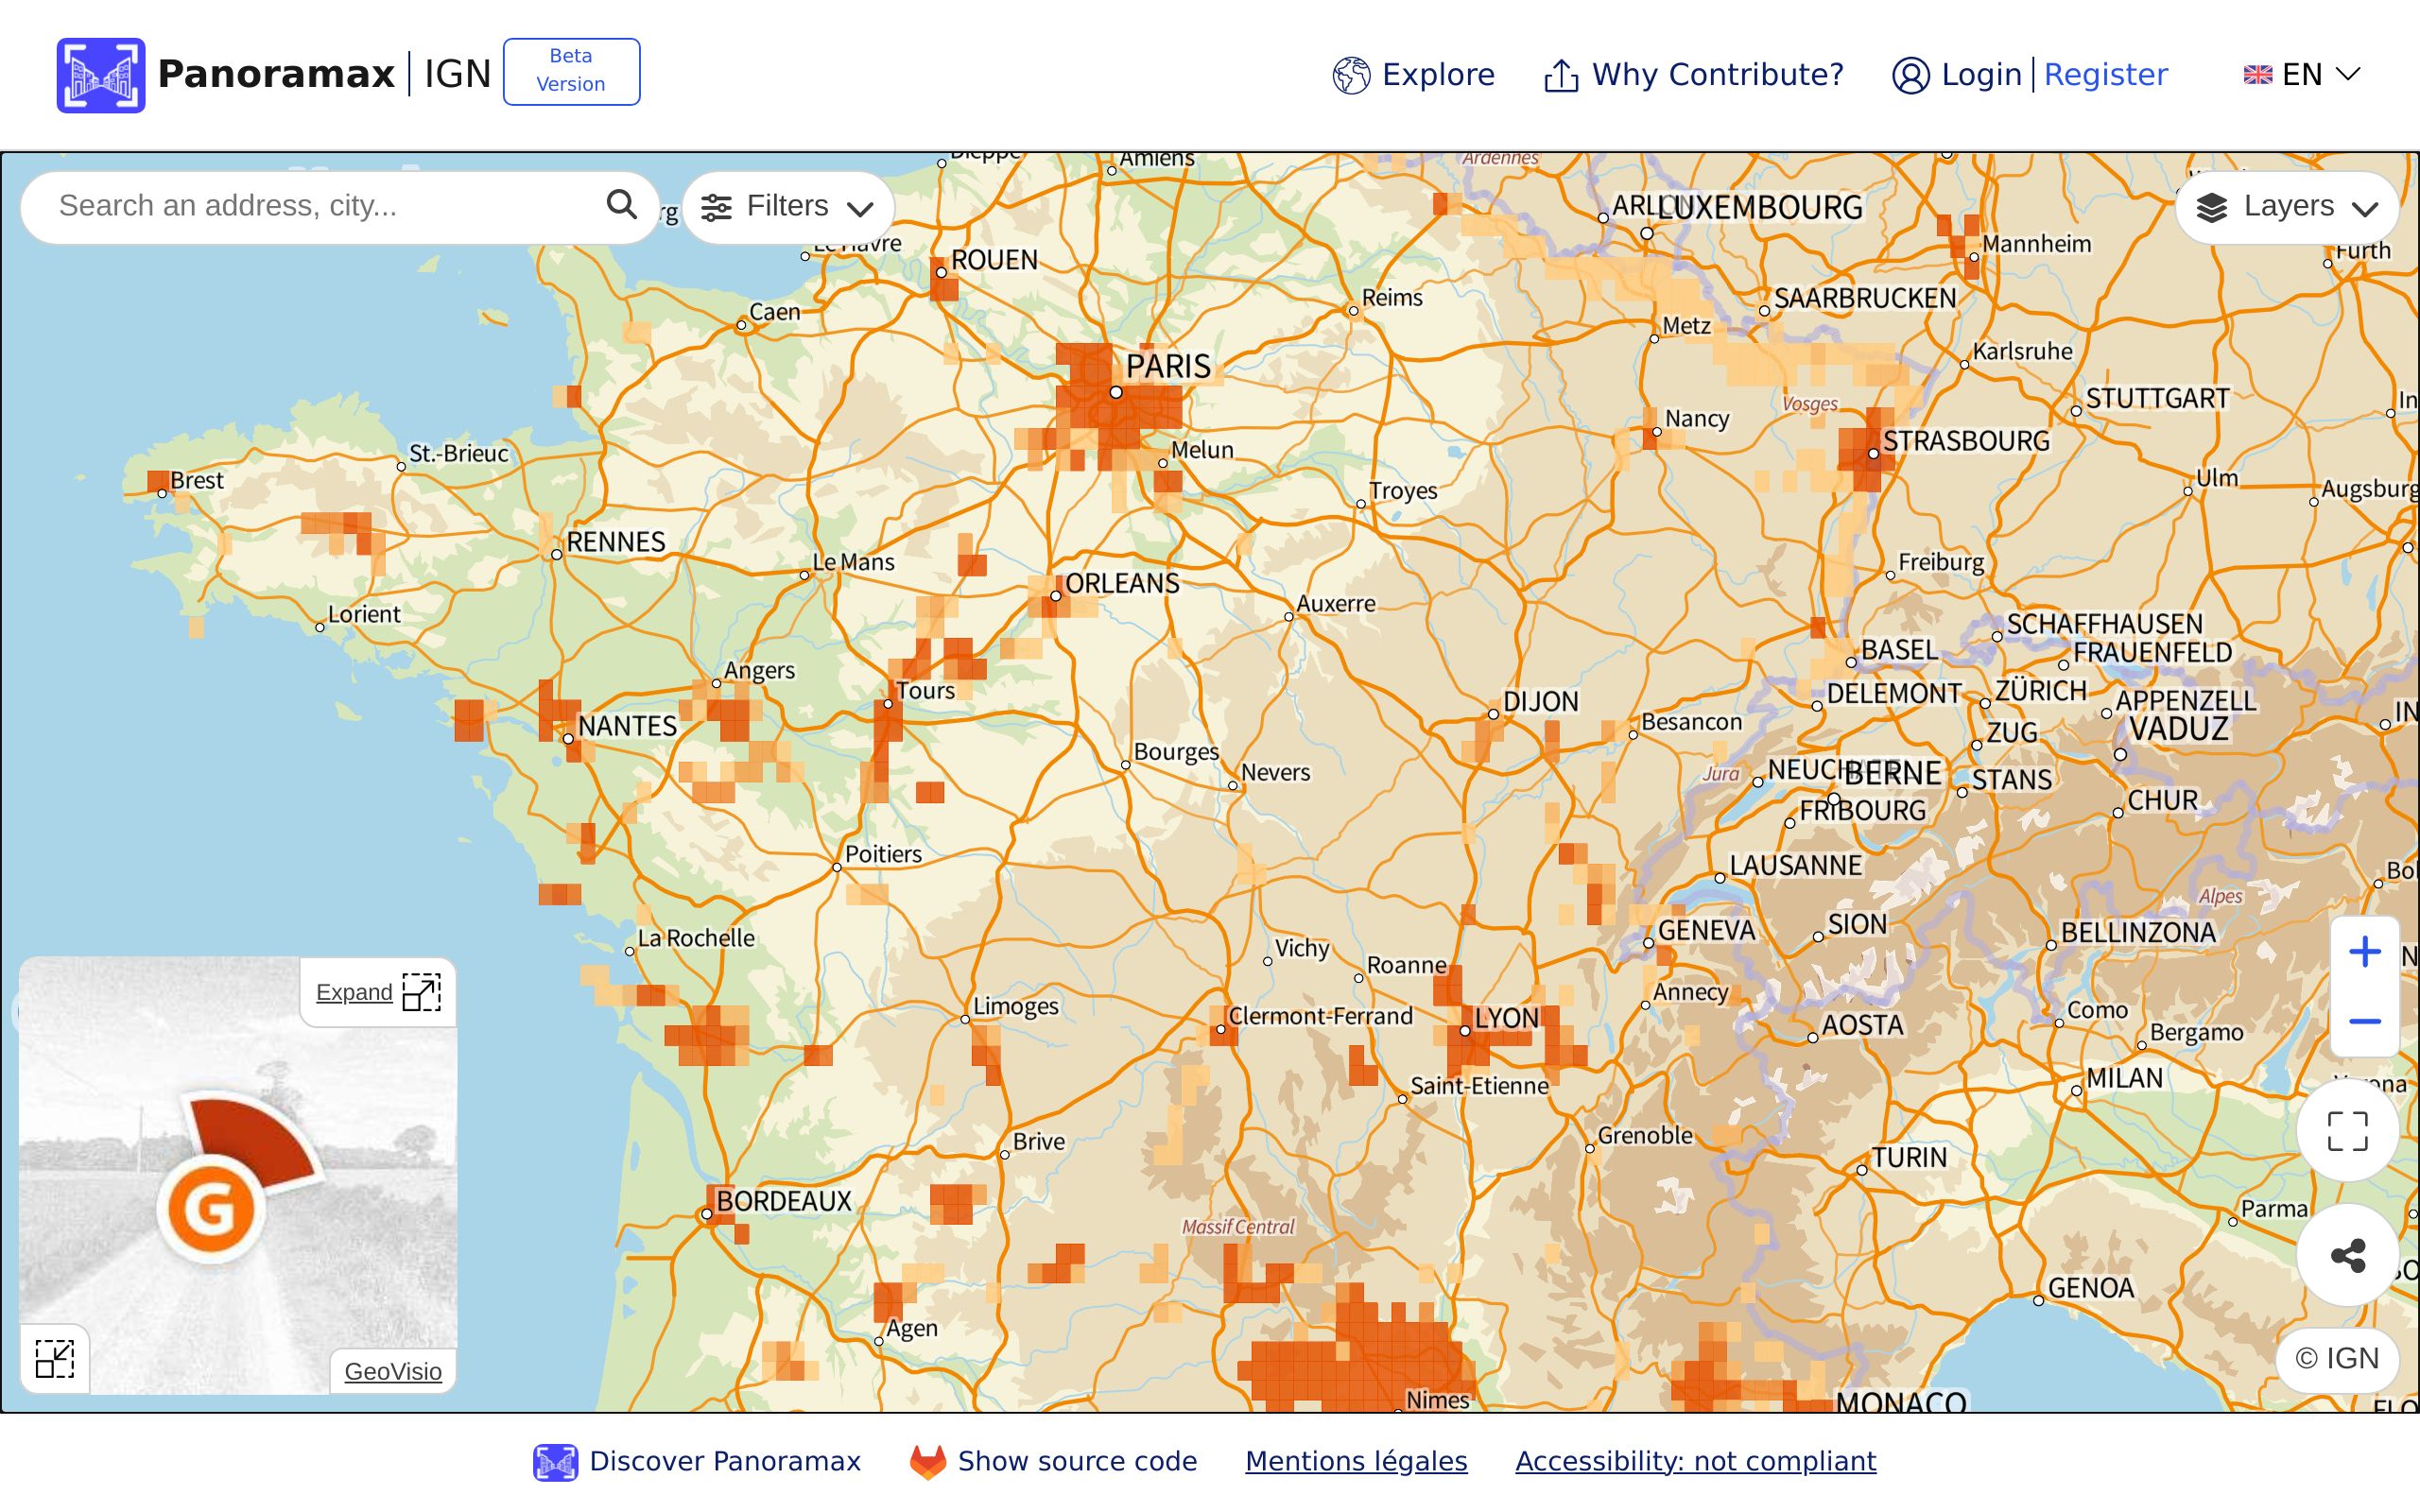 Panoramax
IGN
Beta
Version
Explore
Why Contribute?
Login
Register
EN
Search an address, city...
Filters
Layers
Dieppe
Amiens
Ardennes
LUXEMBOURG
Le Havre
ROUEN
Mannheim
Furth
Caen
Reims
SAARBRUCKEN
Metz
PARIS
Karlsruhe
Vosges
STUTTGART
Nancy
STRASBOURG
St.-Brieuc
Melun
Brest
Troyes
Ulm
Augsburg
RENNES
Le Mans
Freiburg
ORLEANS
Auxerre
Lorient
SCHAFFHAUSEN
BASEL
FRAUENFELD
Angers
Tours
DIJON
DELEMONT
ZÜRICH
APPENZELL
NANTES
Besancon
ZUG
VADUZ
Bourges
Nevers
Jura
BERNE
STANS
FRIBOURG
CHUR
Poitiers
LAUSANNE
Alpes
La Rochelle
Vichy
GENEVA
SION
BELLINZONA
Roanne
Limoges
Annecy
Clermont-Ferrand
LYON
AOSTA
Como
Bergamo
Saint-Etienne
MILAN
Brive
Grenoble
TURIN
BORDEAUX
Massif Central
Parma
GENOA
Agen
Nimes
MONACO
Expand
G
GeoVisio
+
−
© IGN
Discover Panoramax
Show source code
Mentions légales
Accessibility: not compliant